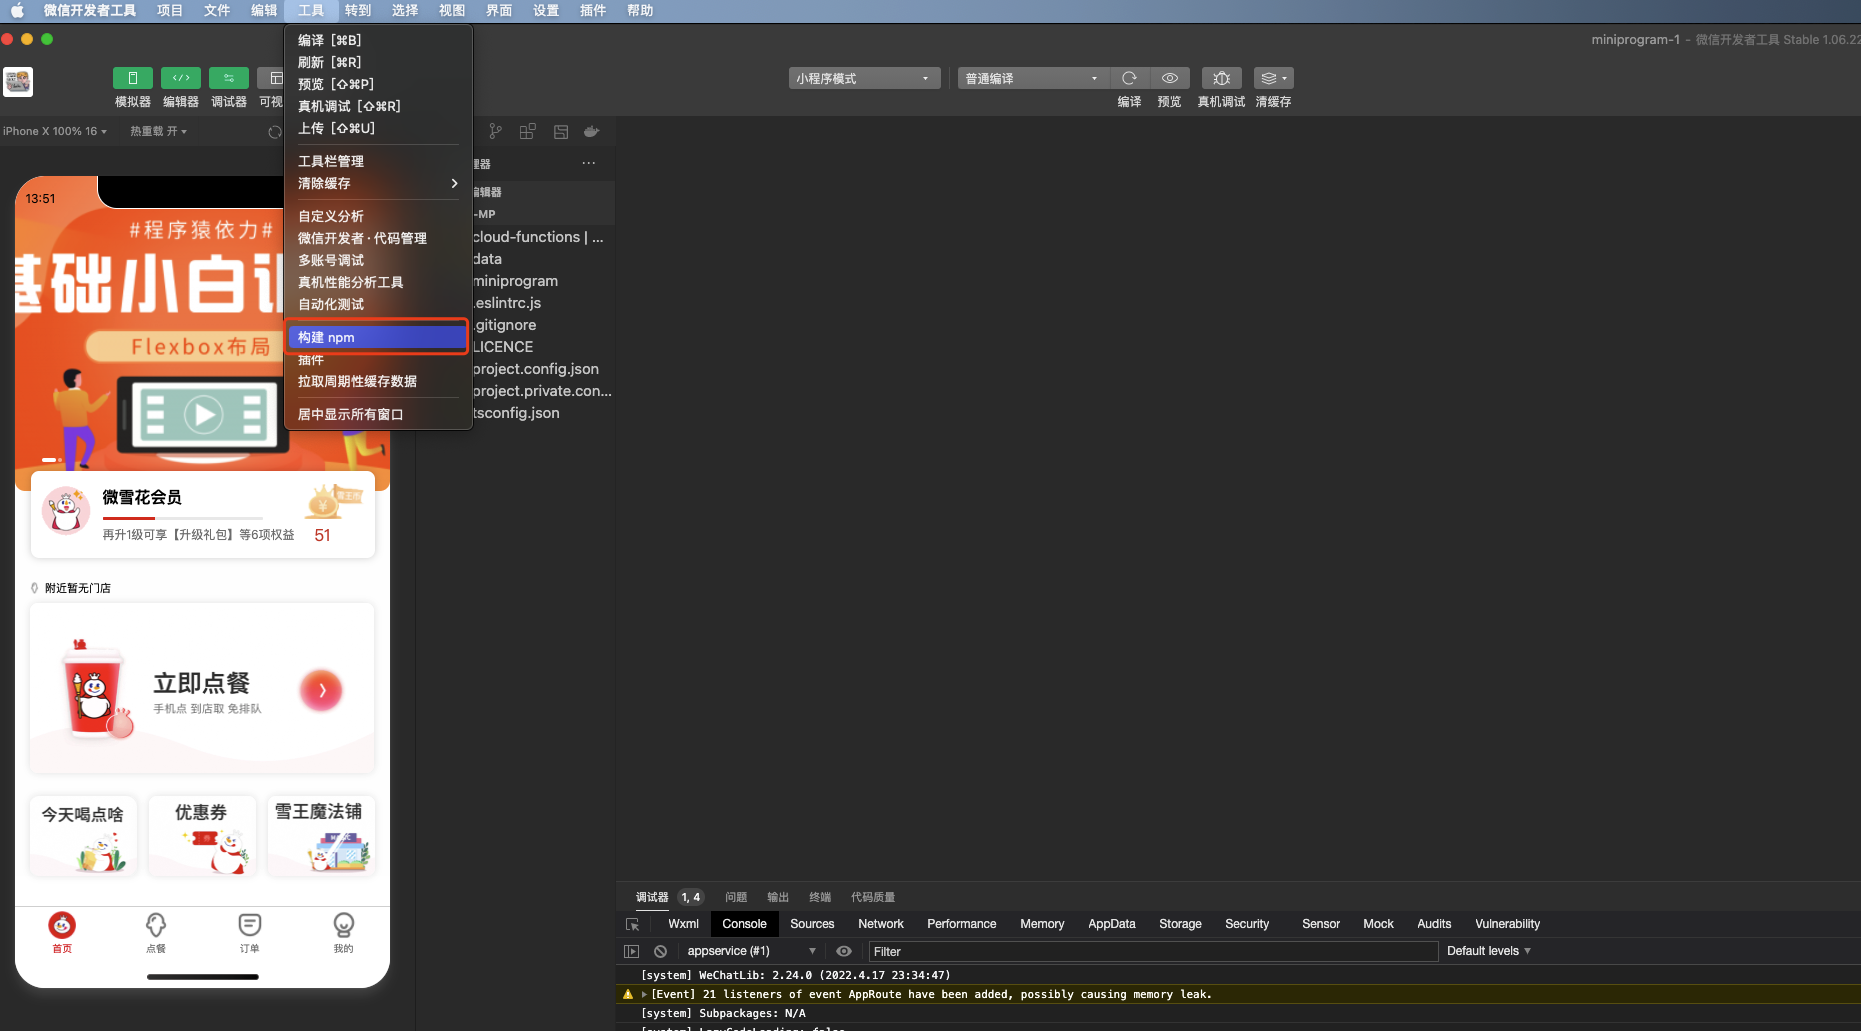 微信开发者工具 项目 文件 编辑 工具 转到 选择 视图 界面 设置 插件 帮助
miniprogram-1 - 微信开发者工具 Stable 1.06.22
模拟器 编辑器 调试器 可视
小程序模式 普通编译
编译 预览 真机调试 清缓存
iPhone X 100% 16 热重载 开
编译 [⌘B]
刷新 [⌘R]
预览 [⇧⌘P]
真机调试 [⇧⌘R]
上传 [⇧⌘U]
工具栏管理
清除缓存
自定义分析
微信开发者·代码管理
多账号调试
真机性能分析工具
自动化测试
构建 npm
插件
拉取周期性缓存数据
居中显示所有窗口
理器 ···
编辑器
-MP
cloud-functions | ...
data
miniprogram
.eslintrc.js
.gitignore
LICENCE
project.config.json
project.private.con...
tsconfig.json
13:51
#程序猿依力#
基础小白
Flexbox布局
微雪花会员
再升1级可享【升级礼包】等6项权益 51
附近暂无门店
立即点餐
手机点 到店取 免排队
今天喝点啥 优惠券 雪王魔法铺
首页 点餐 订单 我的
调试器 1, 4 问题 输出 终端 代码质量
Wxml Console Sources Network Performance Memory AppData Storage Security Sensor Mock Audits Vulnerability
appservice (#1) Filter Default levels
[system] WeChatLib: 2.24.0 (2022.4.17 23:34:47)
[Event] 21 listeners of event AppRoute have been added, possibly causing memory leak.
[system] Subpackages: N/A
[system] LazyCodeLoading: false